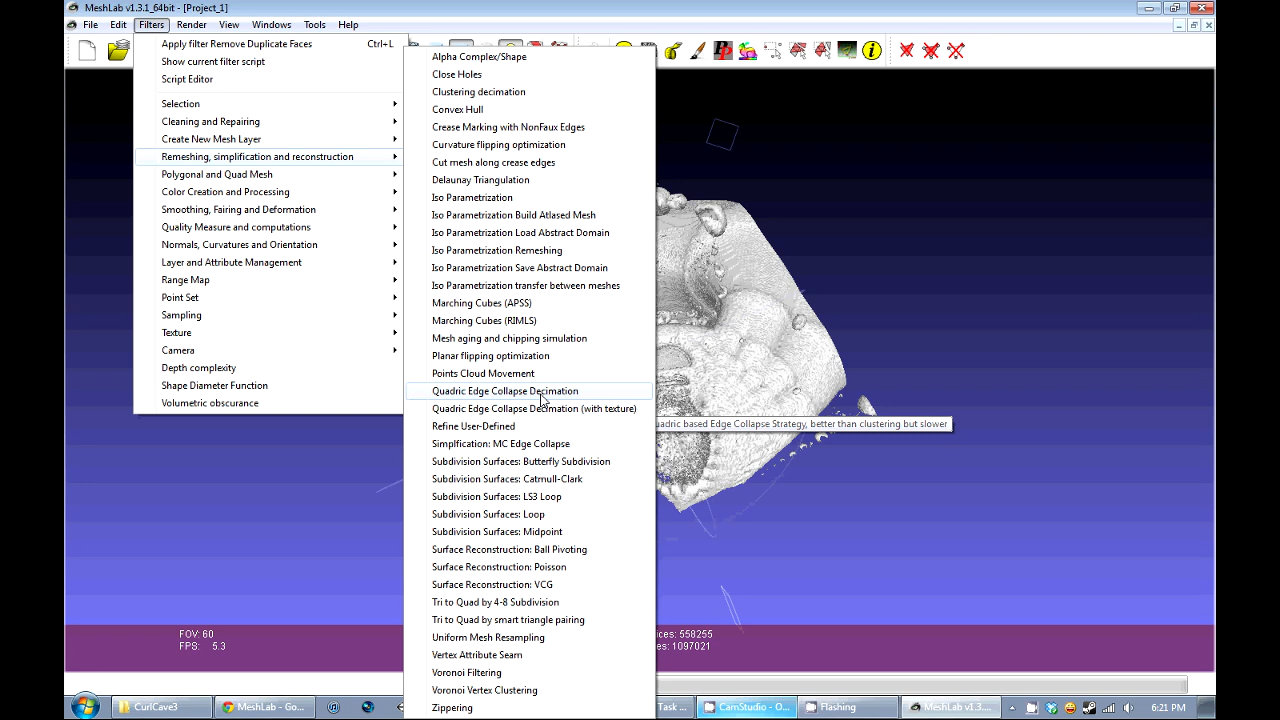 MeshLab v1.3.1_64bit - [Project_1]
File Edit Filters Render View Windows Tools Help
Apply filter Remove Duplicate Faces Ctrl+L
Show current filter script
Script Editor
Selection
Cleaning and Repairing
Create New Mesh Layer
Remeshing, simplification and reconstruction
Polygonal and Quad Mesh
Color Creation and Processing
Smoothing, Fairing and Deformation
Quality Measure and computations
Normals, Curvatures and Orientation
Layer and Attribute Management
Range Map
Point Set
Sampling
Texture
Camera
Depth complexity
Shape Diameter Function
Volumetric obscurance
Alpha Complex/Shape
Close Holes
Clustering decimation
Convex Hull
Crease Marking with NonFaux Edges
Curvature flipping optimization
Cut mesh along crease edges
Delaunay Triangulation
Iso Parametrization
Iso Parametrization Build Atlased Mesh
Iso Parametrization Load Abstract Domain
Iso Parametrization Remeshing
Iso Parametrization Save Abstract Domain
Iso Parametrization transfer between meshes
Marching Cubes (APSS)
Marching Cubes (RIMLS)
Mesh aging and chipping simulation
Planar flipping optimization
Points Cloud Movement
Quadric Edge Collapse Decimation
Quadric Edge Collapse Decimation (with texture)
Refine User-Defined
Simplfication: MC Edge Collapse
Subdivision Surfaces: Butterfly Subdivision
Subdivision Surfaces: Catmull-Clark
Subdivision Surfaces: LS3 Loop
Subdivision Surfaces: Loop
Subdivision Surfaces: Midpoint
Surface Reconstruction: Ball Pivoting
Surface Reconstruction: Poisson
Surface Reconstruction: VCG
Tri to Quad by 4-8 Subdivision
Tri to Quad by smart triangle pairing
Uniform Mesh Resampling
Vertex Attribute Seam
Voronoi Filtering
Voronoi Vertex Clustering
Zippering
uadric based Edge Collapse Strategy, better than clustering but slower
FOV: 60
FPS: 5.3
ices: 558255
es: 1097021
CurlCave3 MeshLab - Go... Task ... CamStudio - O... Flashing MeshLab v1.3.... 6:21 PM